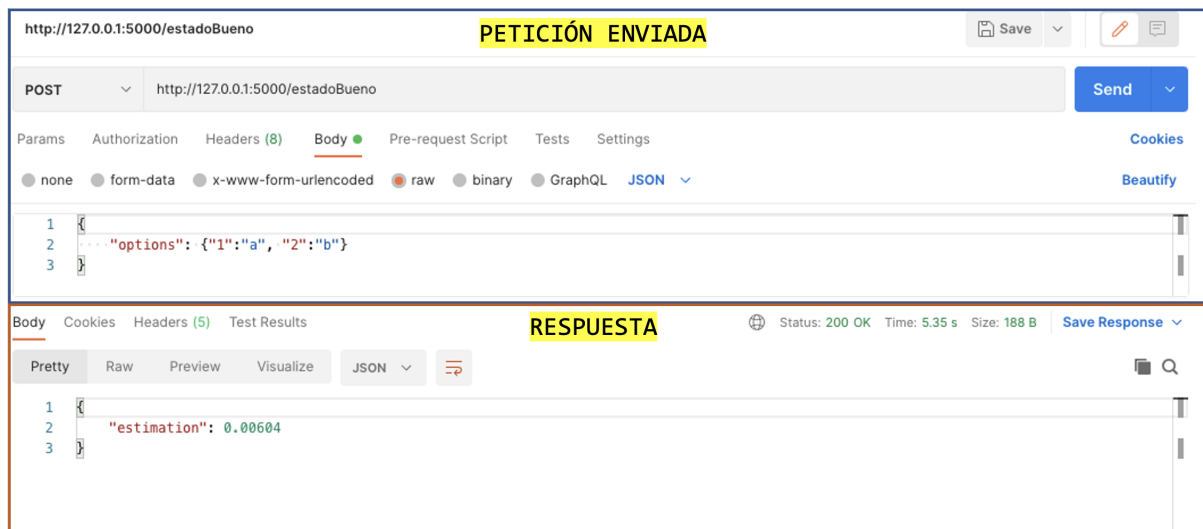 http://127.0.0.1:5000/estadoBueno
PETICIÓN ENVIADA
Save
POST
http://127.0.0.1:5000/estadoBueno
Send
Params Authorization Headers (8) Body Pre-request Script Tests Settings Cookies
none form-data x-www-form-urlencoded raw binary GraphQL JSON Beautify
1 {
2 ····"options": {"1":"a", "2":"b"}
3 }
Body Cookies Headers (5) Test Results
RESPUESTA
Status: 200 OK Time: 5.35 s Size: 188 B Save Response
Pretty Raw Preview Visualize JSON
1 {
2 "estimation": 0.00604
3 }